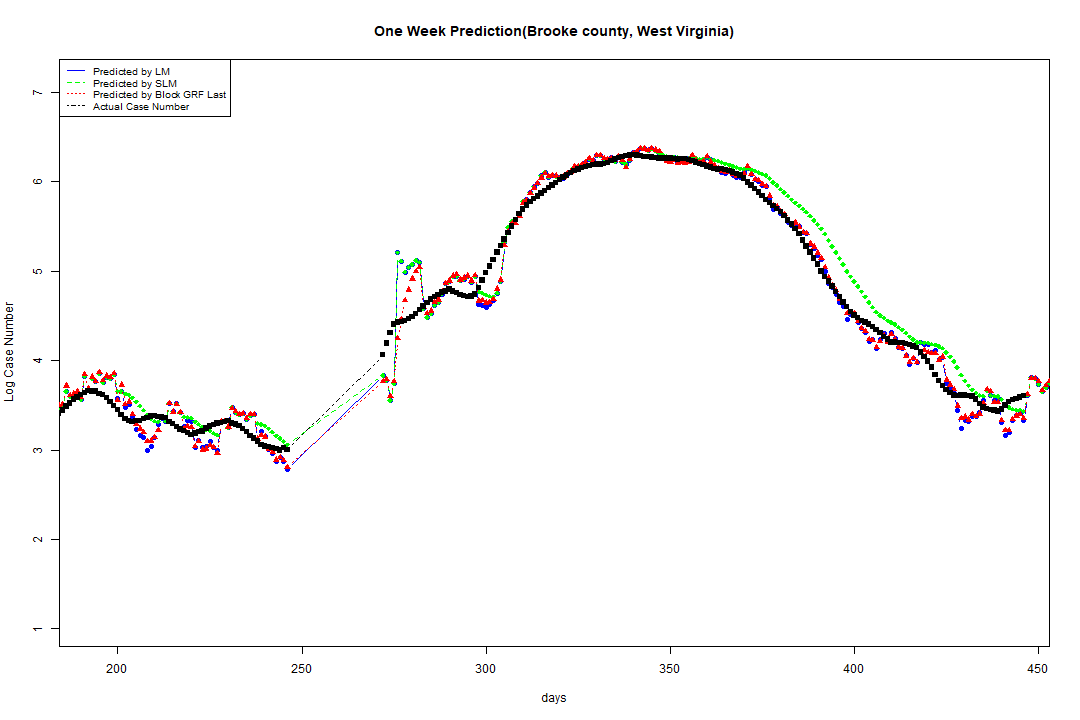 One Week Prediction(Brooke county, West Virginia)
Predicted by LM
Predicted by SLM
Predicted by Block GRF Last
Actual Case Number
Log Case Number
7
6
5
4
3
2
1
200 250 300 350 400 450
days